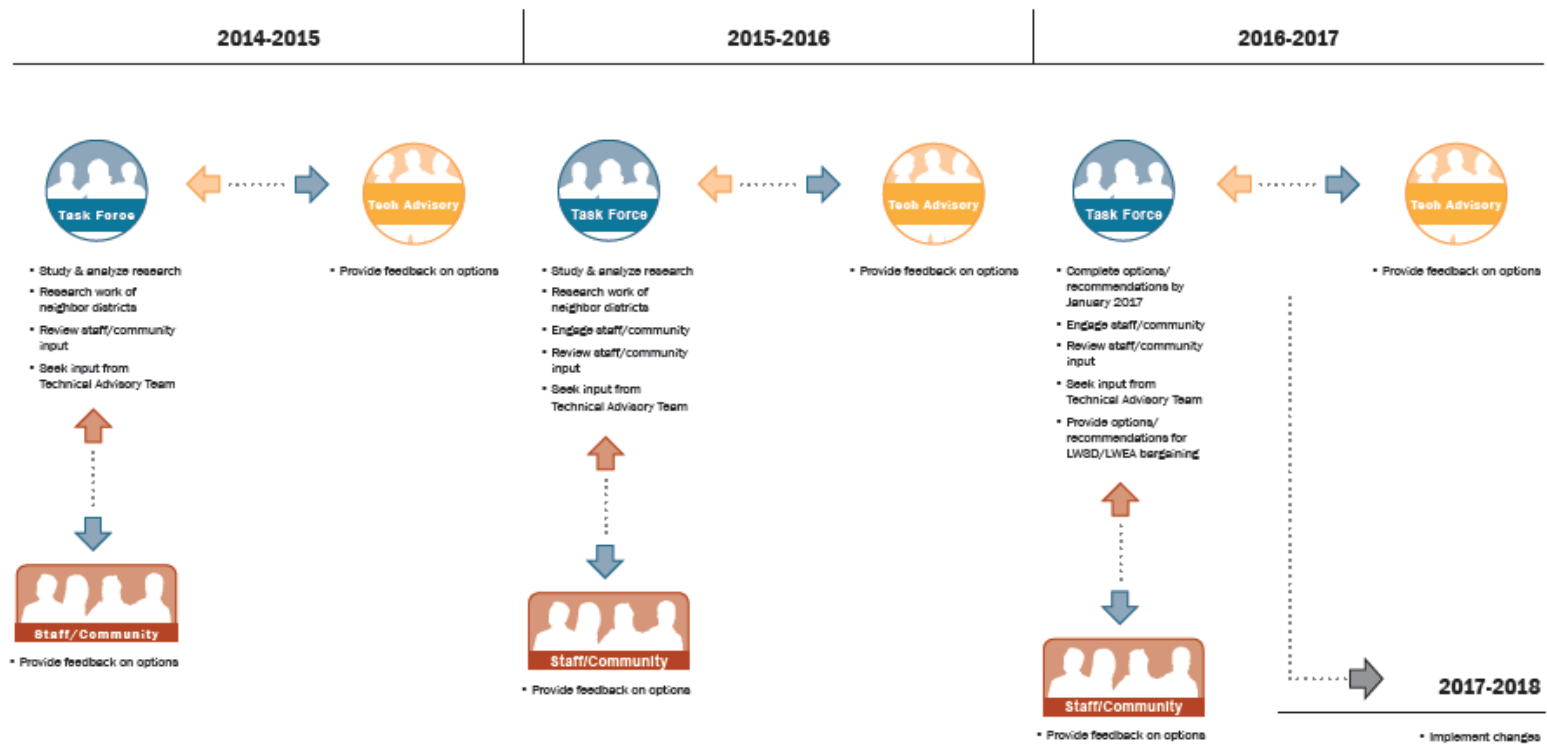 2014-2015
2015-2016
2016-2017
Task Force
Tech Advisory
• Study & analyze research
• Research work of
neighbor districts
• Review staff/community
input
• Seek input from
Technical Advisory Team
• Provide feedback on options
Staff/Community
• Provide feedback on options
Task Force
Tech Advisory
• Study & analyze research
• Research work of
neighbor districts
• Engage staff/community
• Review staff/community
input
• Seek input from
Technical Advisory Team
• Provide feedback on options
Staff/Community
• Provide feedback on options
Task Force
Tech Advisory
• Complete options/
recommendations by
January 2017
• Engage staff/community
• Review staff/community
input
• Seek input from
Technical Advisory Team
• Provide options/
recommendations for
LWSD/LWEA bargaining
• Provide feedback on options
Staff/Community
• Provide feedback on options
2017-2018
• Implement changes